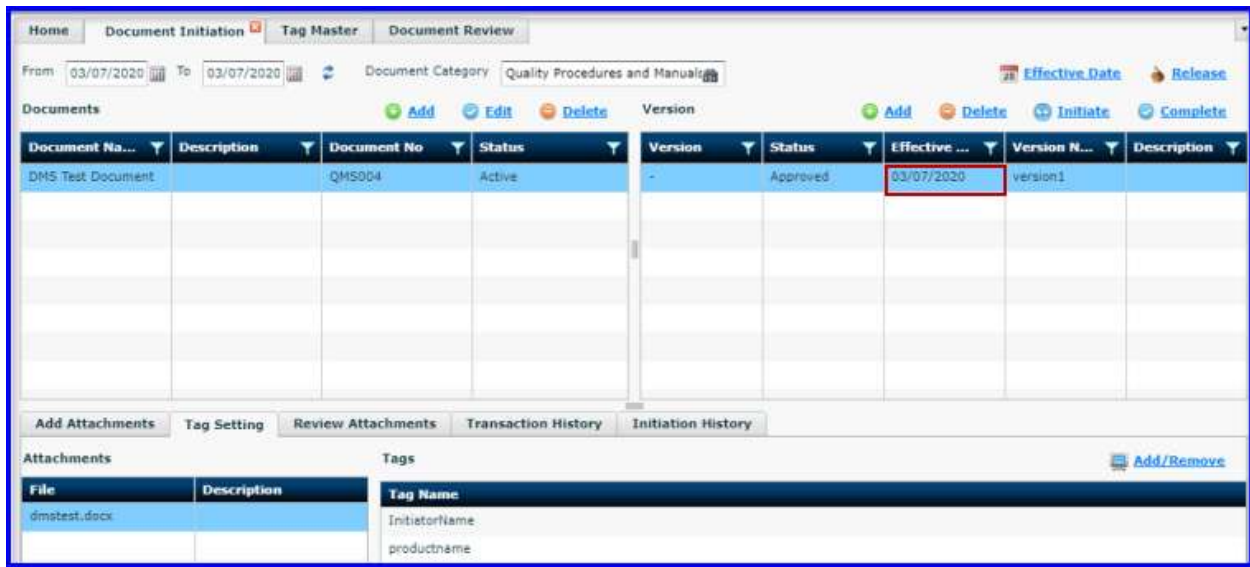 Home Document Initiation Tag Master Document Review
From 03/07/2020 To 03/07/2020 Document Category Quality Procedures and Manuals Effective Date Release
Documents Add Edit Delete Version Add Delete Initiate Complete
Document Na... Description Document No Status Version Status Effective ... Version N... Description
DMS Test Document QMS004 Active - Approved 03/07/2020 version1
Add Attachments Tag Setting Review Attachments Transaction History Initiation History
Attachments Tags Add/Remove
File Description Tag Name
dmstest.docx InitiatorName
productname